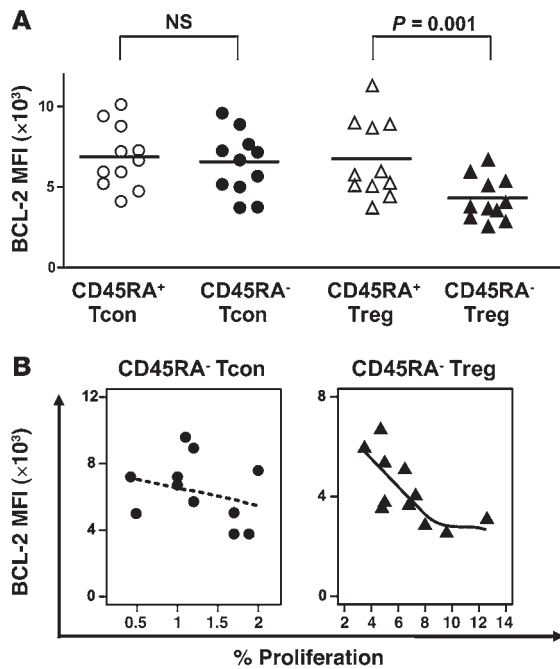 A
NS
P = 0.001
BCL-2 MFI (×10³)
10
5
0
CD45RA⁺ Tcon
CD45RA⁻ Tcon
CD45RA⁺ Treg
CD45RA⁻ Treg
B
CD45RA⁻ Tcon
CD45RA⁻ Treg
BCL-2 MFI (×10³)
12
8
4
0
8
4
0
0.5 1 1.5 2
2 4 6 8 10 12 14
% Proliferation